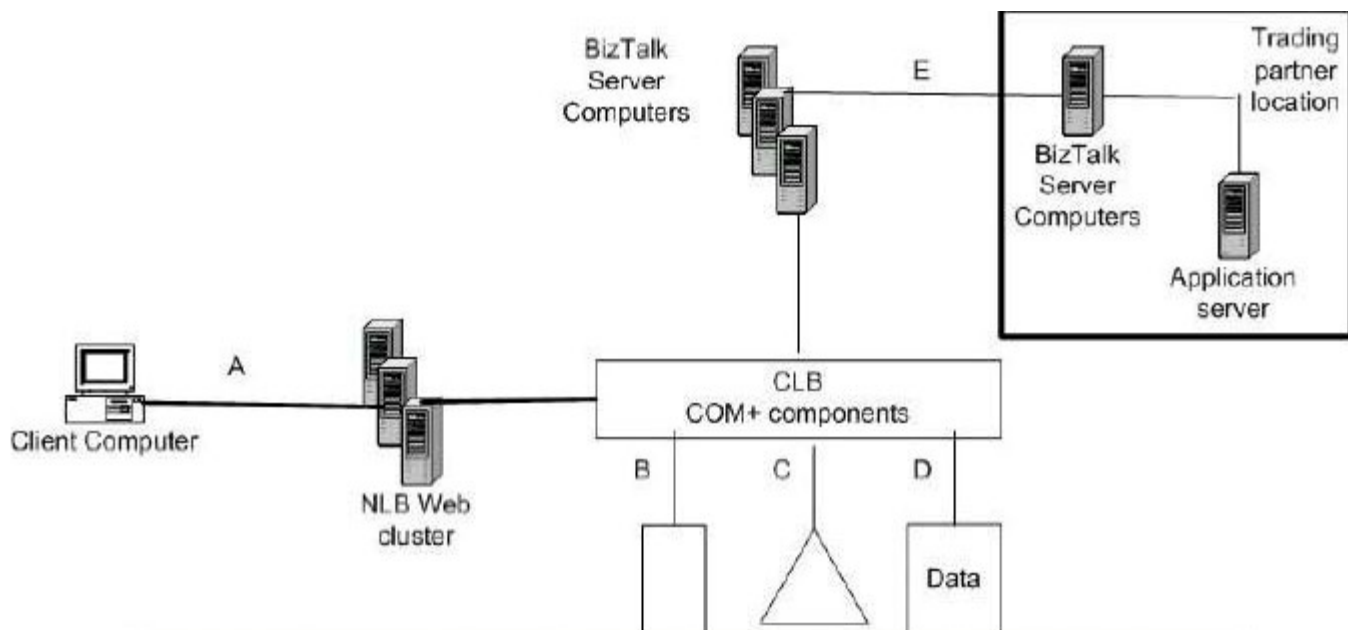 BizTalk
Server
Computers
E
Trading
partner
location
BizTalk
Server
Computers
Application
server
A
Client Computer
NLB Web
cluster
CLB
COM+ components
B
C
D
Data